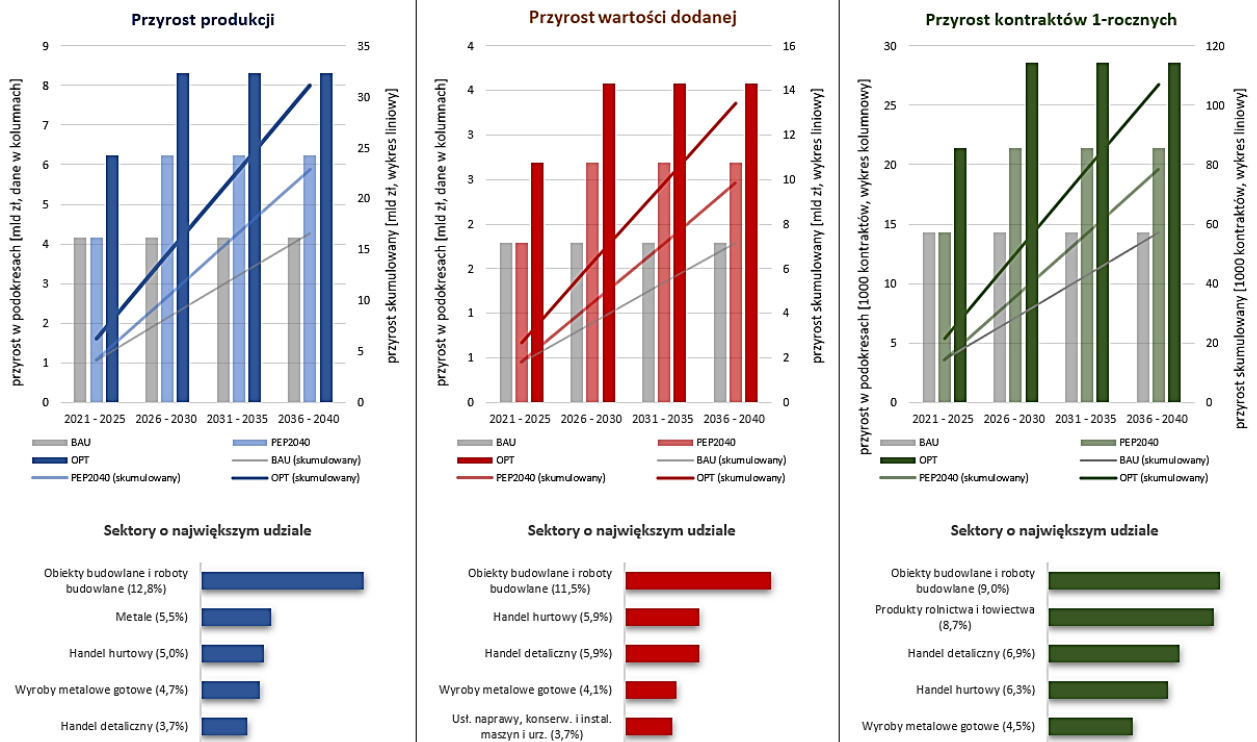 Przyrost produkcji
przyrost w podokresach [mld zł, dane w kolumnach]
9
8
7
6
5
4
3
2
1
0
35
30
25
20
15
10
5
0
przyrost skumulowany [mld zł, wykres liniowy]
2021 - 2025
2026 - 2030
2031 - 2035
2036 - 2040
BAU
PEP2040
OPT
BAU (skumulowany)
PEP2040 (skumulowany)
OPT (skumulowany)
Sektory o największym udziale
Obiekty budowlane i roboty
budowlane (12,8%)
Metale (5,5%)
Handel hurtowy (5,0%)
Wyroby metalowe gotowe (4,7%)
Handel detaliczny (3,7%)
Przyrost wartości dodanej
przyrost w podokresach [mld zł, dane w kolumnach]
4
4
3
3
2
2
1
1
0
16
14
12
10
8
6
4
2
0
przyrost skumulowany [mld zł, wykres liniowy]
2021 - 2025
2026 - 2030
2031 - 2035
2036 - 2040
BAU
PEP2040
OPT
BAU (skumulowany)
PEP2040 (skumulowany)
OPT (skumulowany)
Sektory o największym udziale
Obiekty budowlane i roboty
budowlane (11,5%)
Handel hurtowy (5,9%)
Handel detaliczny (5,9%)
Wyroby metalowe gotowe (4,1%)
Usł. naprawy, konserw. i instal.
maszyn i urz. (3,7%)
Przyrost kontraktów 1-rocznych
przyrost w podokresach [1000 kontraktów, wykres kolumnowy]
30
25
20
15
10
5
0
120
100
80
60
40
20
0
przyrost skumulowany [1000 kontraktów, wykres liniowy]
2021 - 2025
2026 - 2030
2031 - 2035
2036 - 2040
BAU
PEP2040
OPT
BAU (skumulowany)
PEP2040 (skumulowany)
OPT (skumulowany)
Sektory o największym udziale
Obiekty budowlane i roboty
budowlane (9,0%)
Produkty rolnictwa i łowiectwa
(8,7%)
Handel detaliczny (6,9%)
Handel hurtowy (6,3%)
Wyroby metalowe gotowe (4,5%)